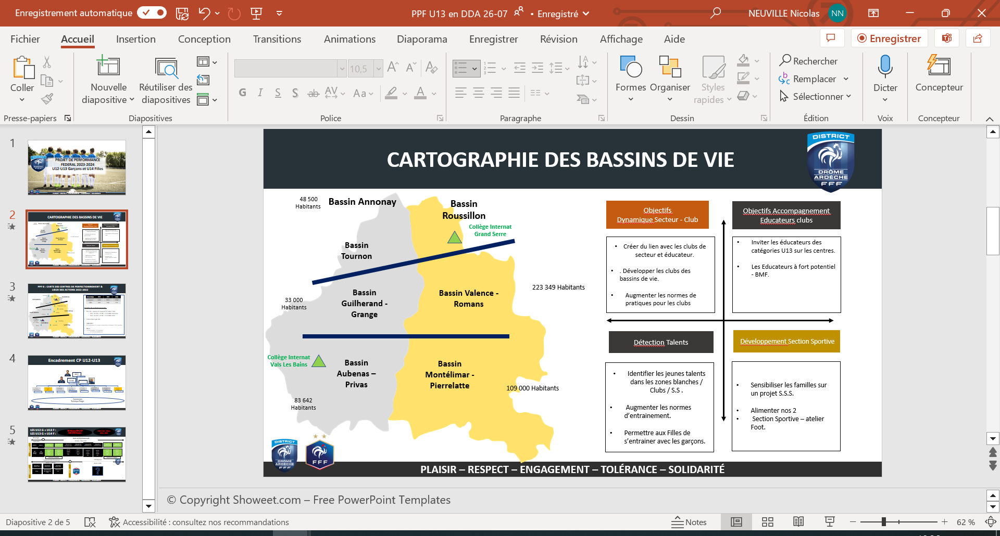 Enregistrement automatique
PPF U13 en DDA 26-07
• Enregistré
NEUVILLE Nicolas
NN
Fichier
Accueil
Insertion
Conception
Transitions
Animations
Diaporama
Enregistrer
Révision
Affichage
Aide
Enregistrer
Coller
Nouvelle
diapositive
Réutiliser des
diapositives
10,5
G I S S ab AV Aa A
Formes
Organiser
Styles
rapides
Rechercher
Remplacer
Sélectionner
Dicter
Concepteur
Presse-papiers
Diapositives
Police
Paragraphe
Dessin
Édition
Voix
Concepteur
1
PROJET DE PERFORMANCE
FEDERAL 2023-2024
U12-U13 Garçons et U14 Filles
2
CARTOGRAPHIE DES BASSINS DE VIE
3
PPF G : CARTE DES CENTRES DE PERFECTIONNEMENT &
LIEUX DES ACTIONS 2022-2022
4
Encadrement CP U12-U13
5
LES U12 G + U13 F :
LES U13 G + U14 F :
CARTOGRAPHIE DES BASSINS DE VIE
DISTRICT
DRÔME
ARDÈCHE
FFF
48 500
Habitants
Bassin Annonay
Bassin
Roussillon
Collège Internat
Grand Serre
Bassin
Tournon
223 349 Habitants
33 000
Habitants
Bassin
Guilherand -
Grange
Bassin Valence -
Romans
Collège Internat
Vals Les Bains
Bassin
Aubenas –
Privas
Bassin
Montélimar -
Pierrelatte
109 000 Habitants
83 642
Habitants
Objectifs
Dynamique Secteur - Club
• Créer du lien avec les clubs de
secteur et éducateur.
• . Développer les clubs des
bassins de vie.
• Augmenter les normes de
pratiques pour les clubs
Objectifs Accompagnement
Educateurs clubs
• Inviter les éducateurs des
catégories U13 sur les centres.
• Les Educateurs à fort potentiel
- BMF.
Détection Talents
• Identifier les jeunes talents
dans les zones blanches /
Clubs / S.S .
• Augmenter les normes
d’entrainement.
• Permettre aux Filles de
s’entrainer avec les garçons.
Développement Section Sportive
• Sensibiliser les familles sur
un projet S.S.S.
• Alimenter nos 2
• Section Sportive – atelier
Foot.
DISTRICT
DRÔME
ARDÈCHE
FFF
FFF
PLAISIR – RESPECT – ENGAGEMENT – TOLÉRANCE – SOLIDARITÉ
© Copyright Showeet.com – Free PowerPoint Templates
Diapositive 2 de 5
Accessibilité : consultez nos recommandations
Notes
62 %